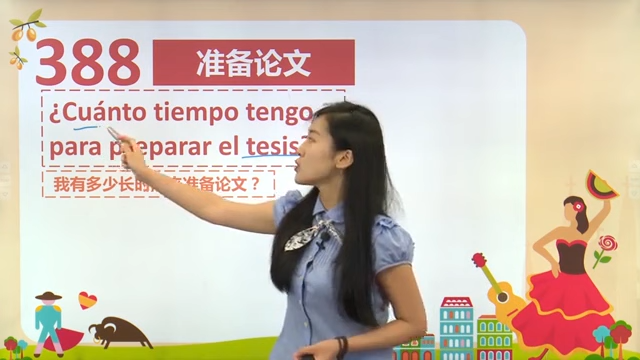 388
准备论文
¿Cuánto tiempo tengo
para preparar el tesis
我有多少长的 准备论文？